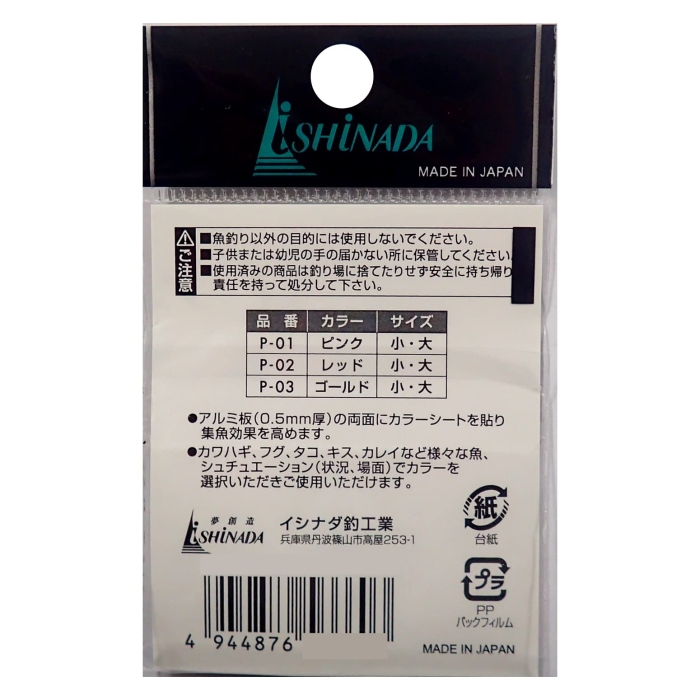 iSHiNADA
MADE IN JAPAN
ご注意
■魚釣り以外の目的には使用しないでください。
■子供または幼児の手の届かない所に保管してください
■使用済みの商品は釣り場に捨てたりせず安全に持ち帰り
責任を持って処分して下さい。
品番 カラー サイズ
P-01 ピンク 小・大
P-02 レッド 小・大
P-03 ゴールド 小・大
●アルミ板(0.5mm厚)の両面にカラーシートを貼り
集魚効果を高めます。
●カワハギ、フグ、タコ、キス、カレイなど様々な魚、
シュチュエーション(状況、場面)でカラーを
選択いただきご使用いただけます。
夢創造
iSHiNADA
イシナダ釣工業
兵庫県丹波篠山市高屋253-1
紙
台紙
プラ
PP
バックフィルム
4 944876
MADE IN JAPAN